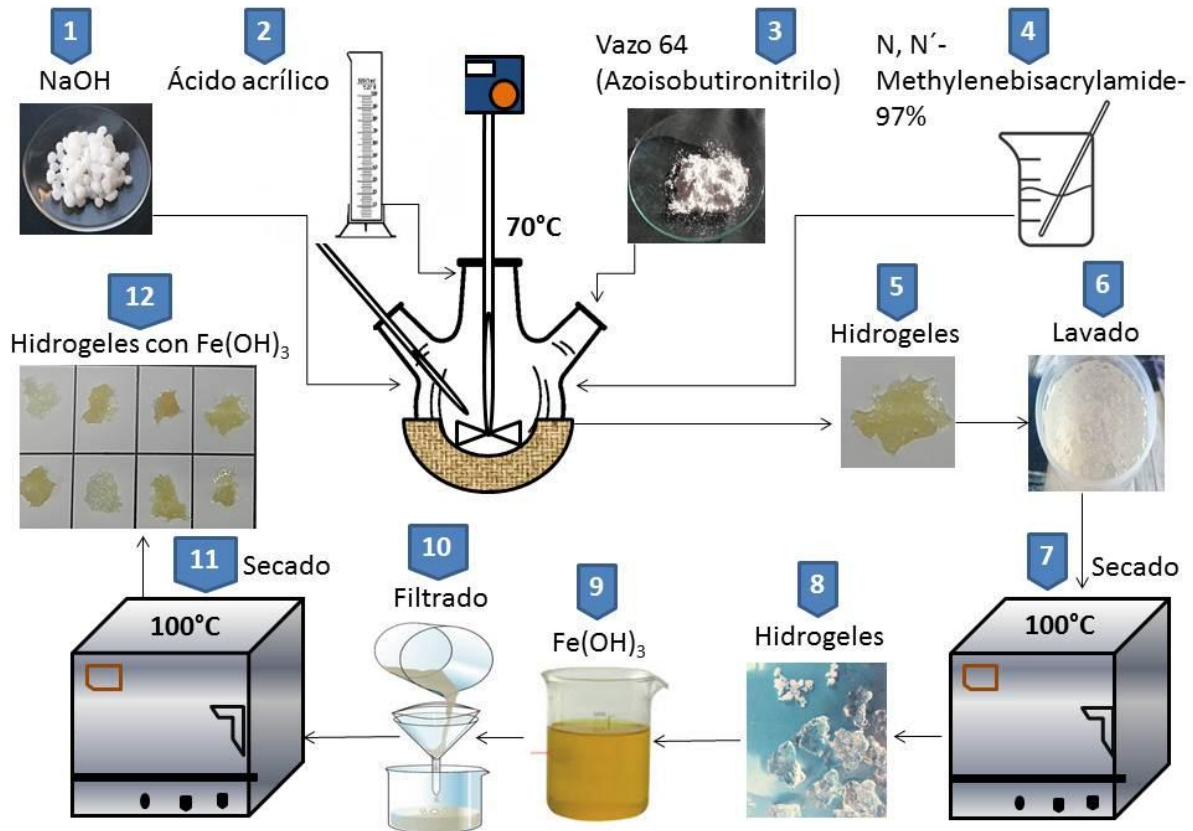 1
NaOH
2
Ácido acrílico
3
Vazo 64
(Azoisobutironitrilo)
4
N, N´-
Methylenebisacrylamide-
97%
70°C
5
Hidrogeles
6
Lavado
7
Secado
100°C
8
Hidrogeles
9
Fe(OH)₃
10
Filtrado
11
Secado
100°C
12
Hidrogeles con Fe(OH)₃